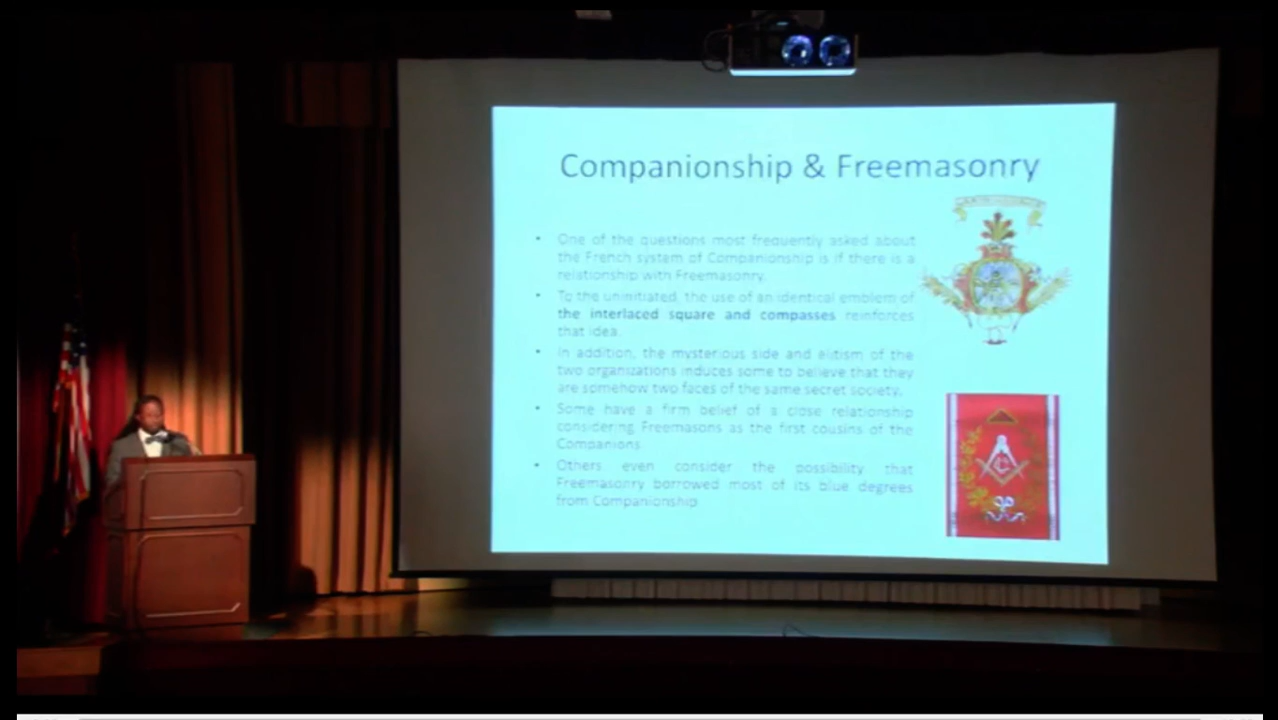 Companionship & Freemasonry
• One of the questions most frequently asked about
the French system of Companionship is if there is a
relationship with Freemasonry.
• To the uninitiated, the use of an identical emblem of
the interlaced square and compasses reinforces
that idea.
• In addition, the mysterious side and elitism of the
two organizations induces some to believe that they
are somehow two faces of the same secret society.
• Some have a firm belief of a close relationship
considering Freemasons as the first cousins of the
Companions
• Others even consider the possibility that
Freemasonry borrowed most of its blue degrees
from Companionship